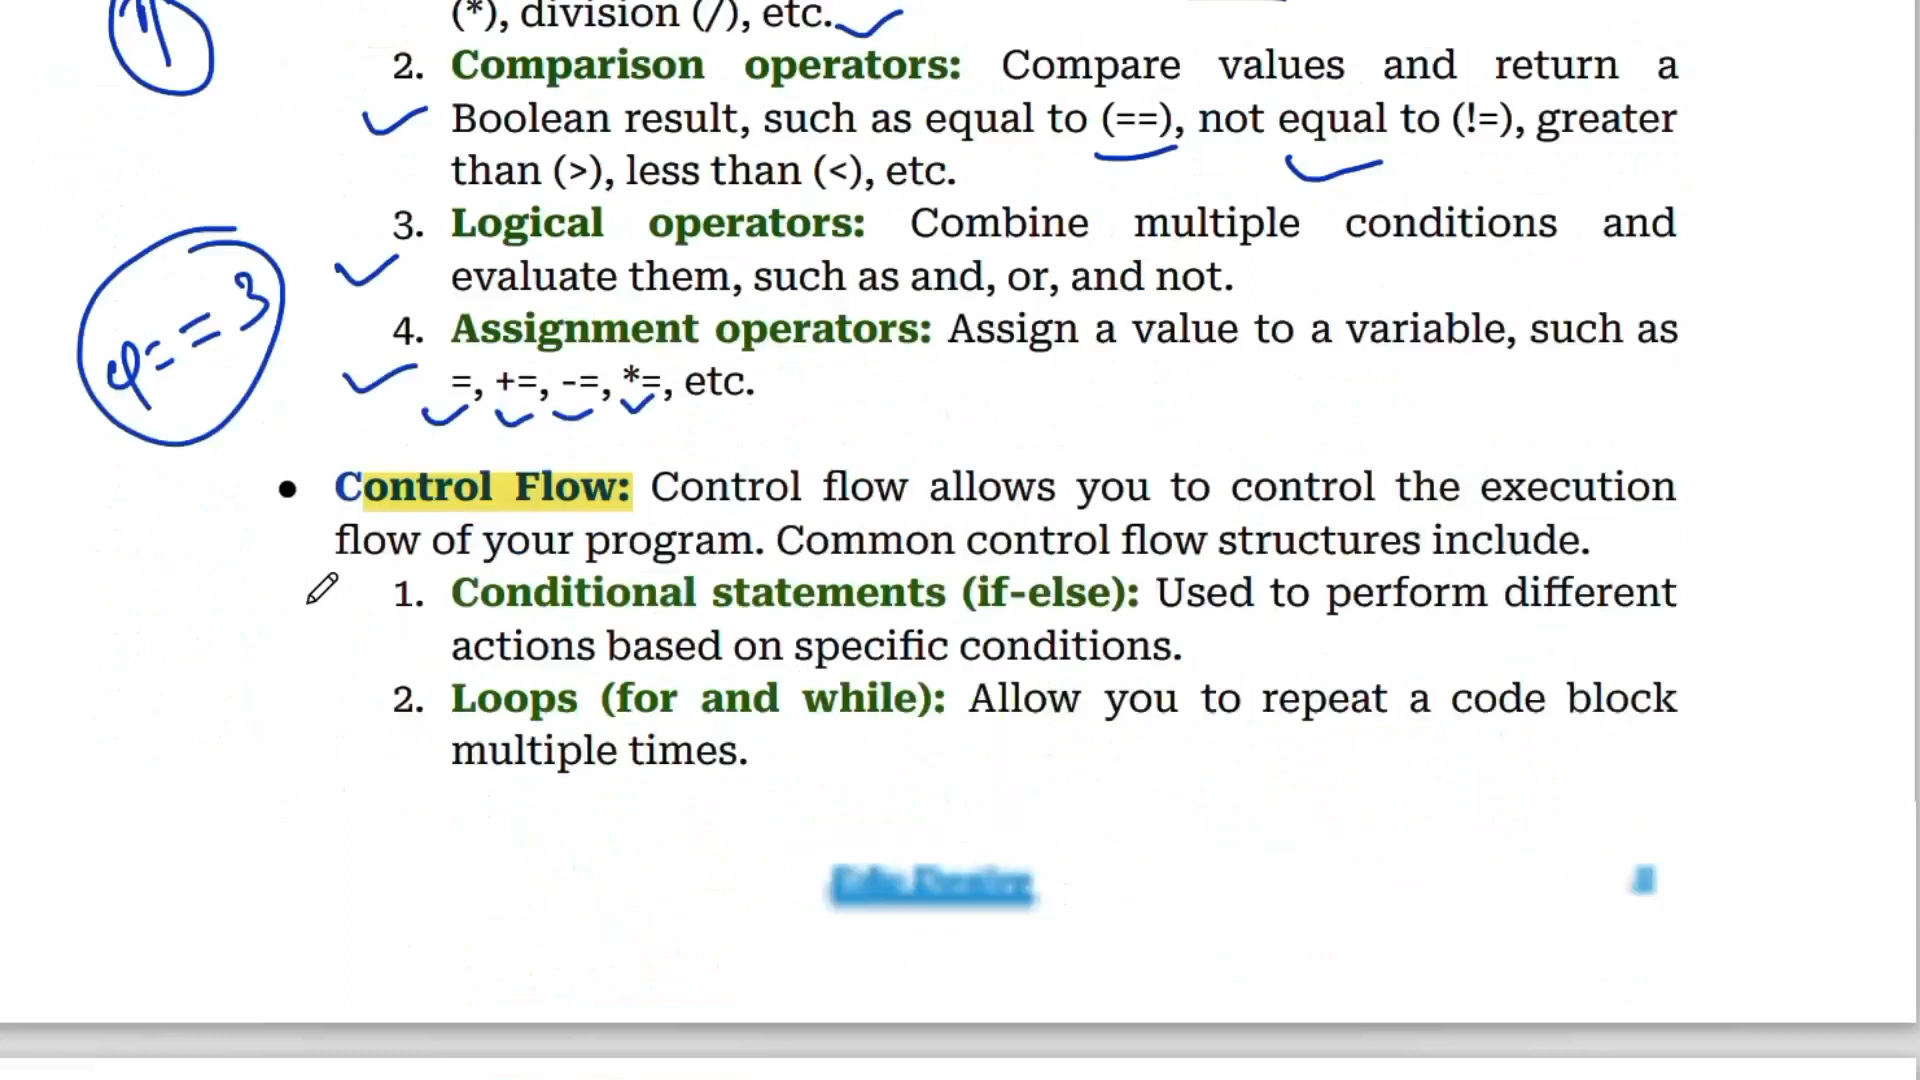 (*), division (/), etc.
2. Comparison operators: Compare values and return a
Boolean result, such as equal to (==), not equal to (!=), greater
than (>), less than (<), etc.
3. Logical operators: Combine multiple conditions and
evaluate them, such as and, or, and not.
== 3
4. Assignment operators: Assign a value to a variable, such as
=, +=, -=, *=, etc.
• Control Flow: Control flow allows you to control the execution
flow of your program. Common control flow structures include.
1. Conditional statements (if-else): Used to perform different
actions based on specific conditions.
2. Loops (for and while): Allow you to repeat a code block
multiple times.